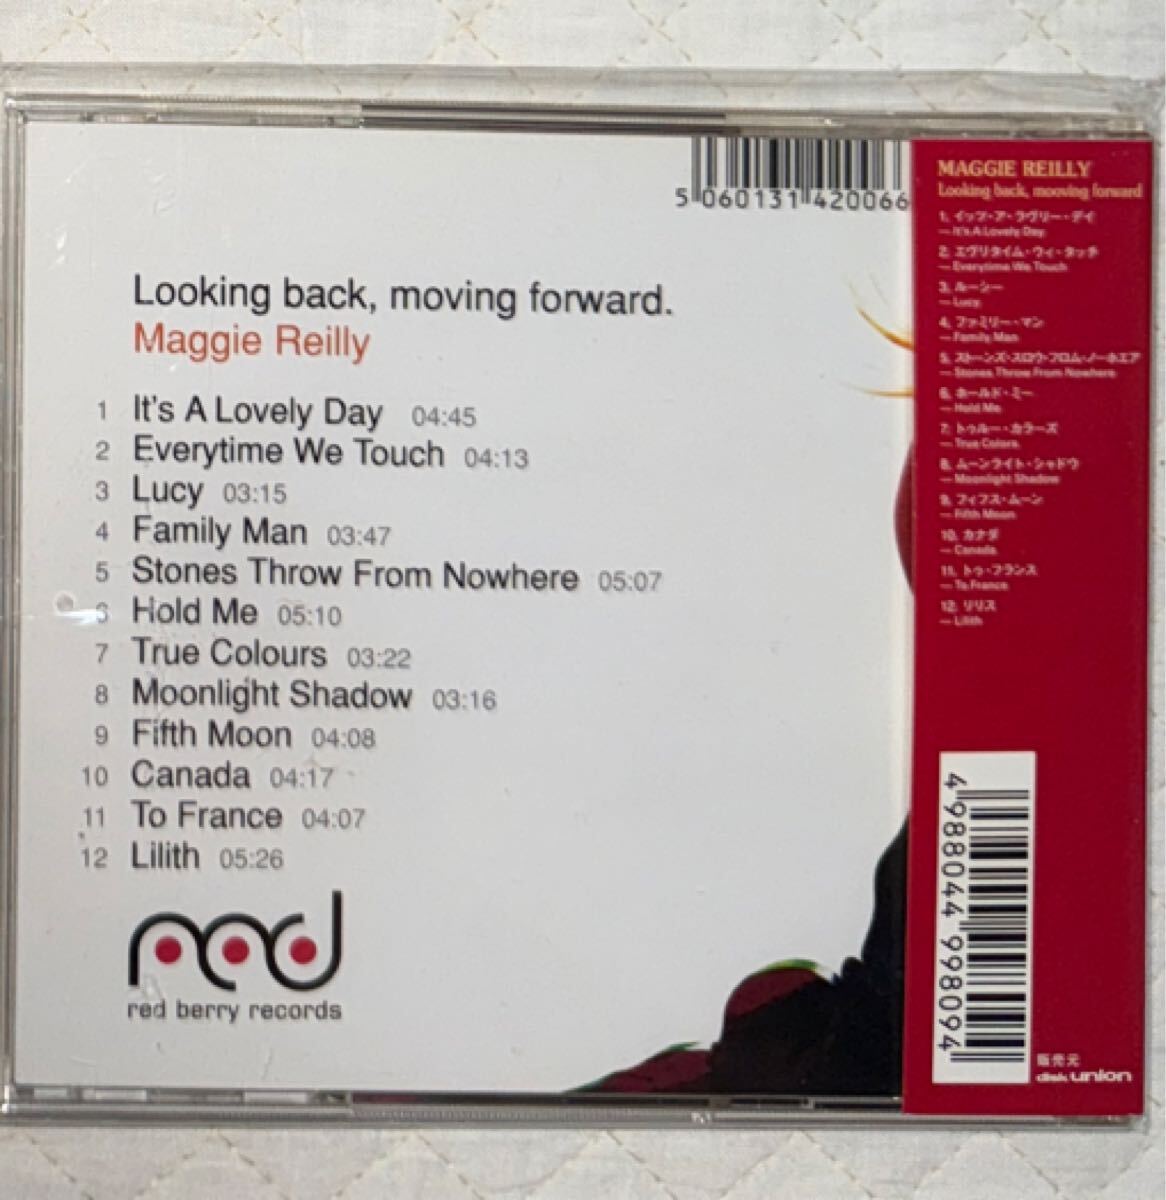 5 060131 420066
Looking back, moving forward.
Maggie Reilly
1 It's A Lovely Day 04:45
2 Everytime We Touch 04:13
3 Lucy 03:15
4 Family Man 03:47
5 Stones Throw From Nowhere 05:07
6 Hold Me 05:10
7 True Colours 03:22
8 Moonlight Shadow 03:16
9 Fifth Moon 04:08
10 Canada 04:17
11 To France 04:07
12 Lilith 05:26
red
red berry records
MAGGIE REILLY
Looking back, mooving forward
1. イッツ・ア・ラヴリー・デイ
— It's A Lovely Day
2. エヴリタイム・ウィ・タッチ
— Everytime We Touch
3. ルーシー
— Lucy
4. ファミリー・マン
— Family Man
5. ストーンズ・スロウ・フロム・ノーホエア
— Stones Throw From Nowhere
6. ホールド・ミー
— Hold Me
7. トゥルー・カラーズ
— True Colors
8. ムーンライト・シャドウ
— Moonlight Shadow
9. フィフス・ムーン
— Fifth Moon
10. カナダ
— Canada
11. トゥ・フランス
— To France
12. リリス
— Lilith
4 988044 998094
販売元
disk union